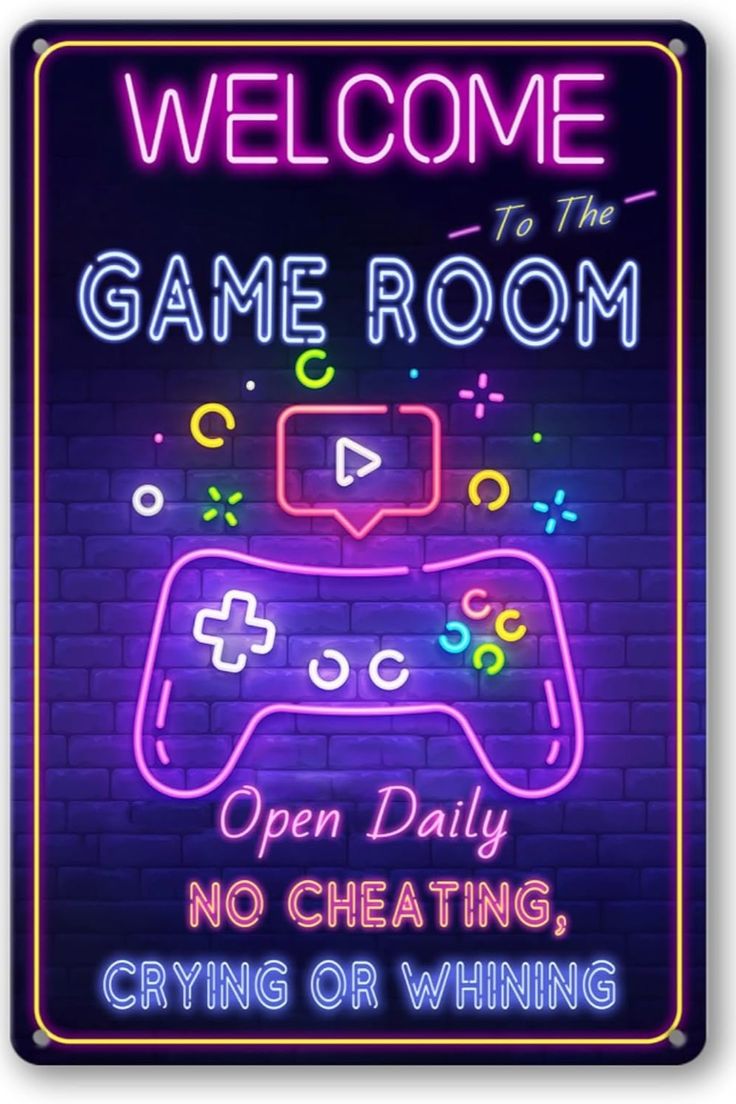 WELCOME
To The
GAME ROOM
Open Daily
NO CHEATING,
CRYING OR WHINING